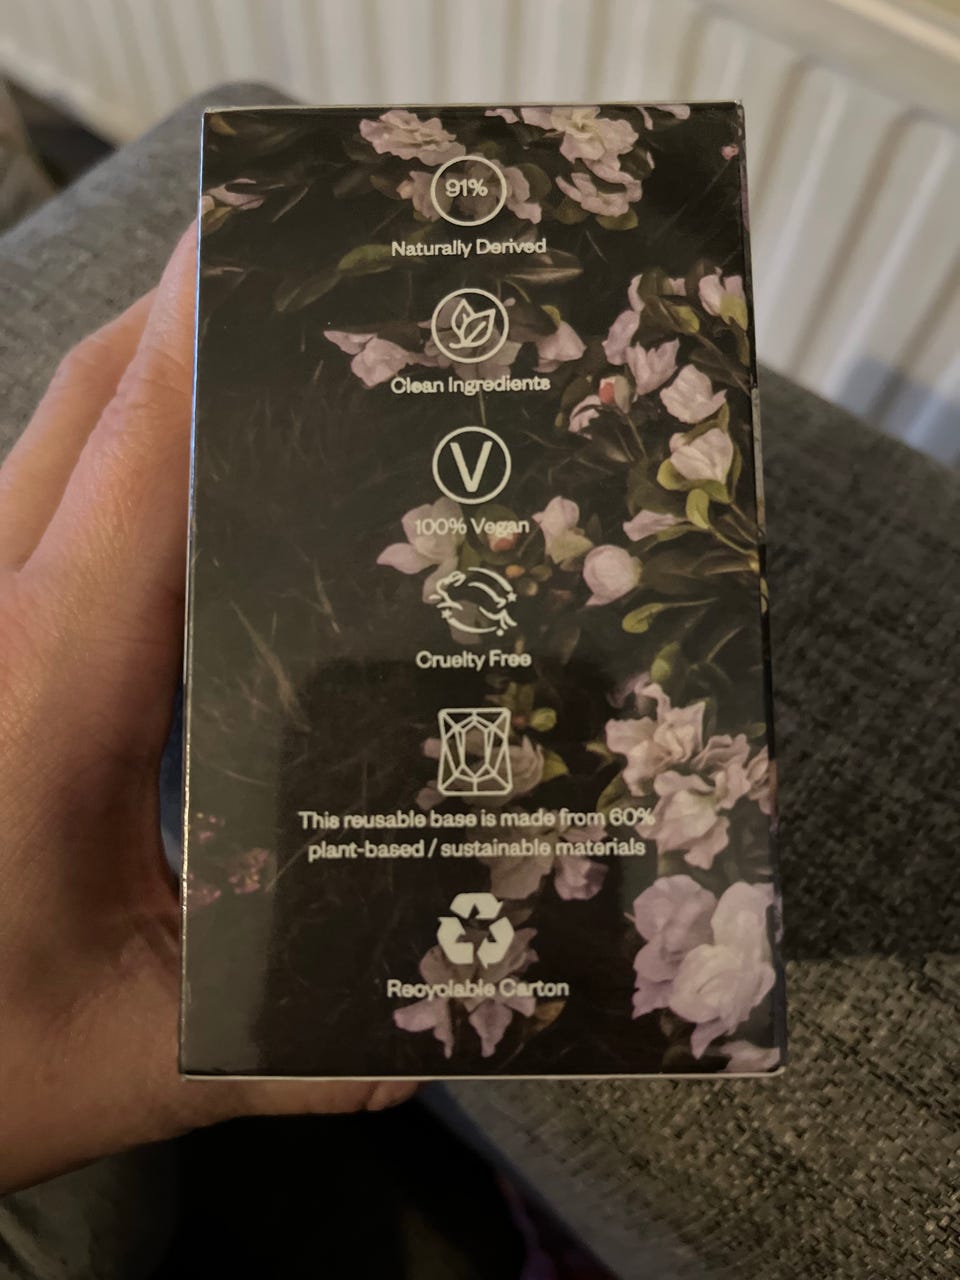 91%
Naturally Derived
Clean Ingredients
V
100% Vegan
Cruelty Free
This reusable base is made from 60%
plant-based / sustainable materials
Recyclable Carton